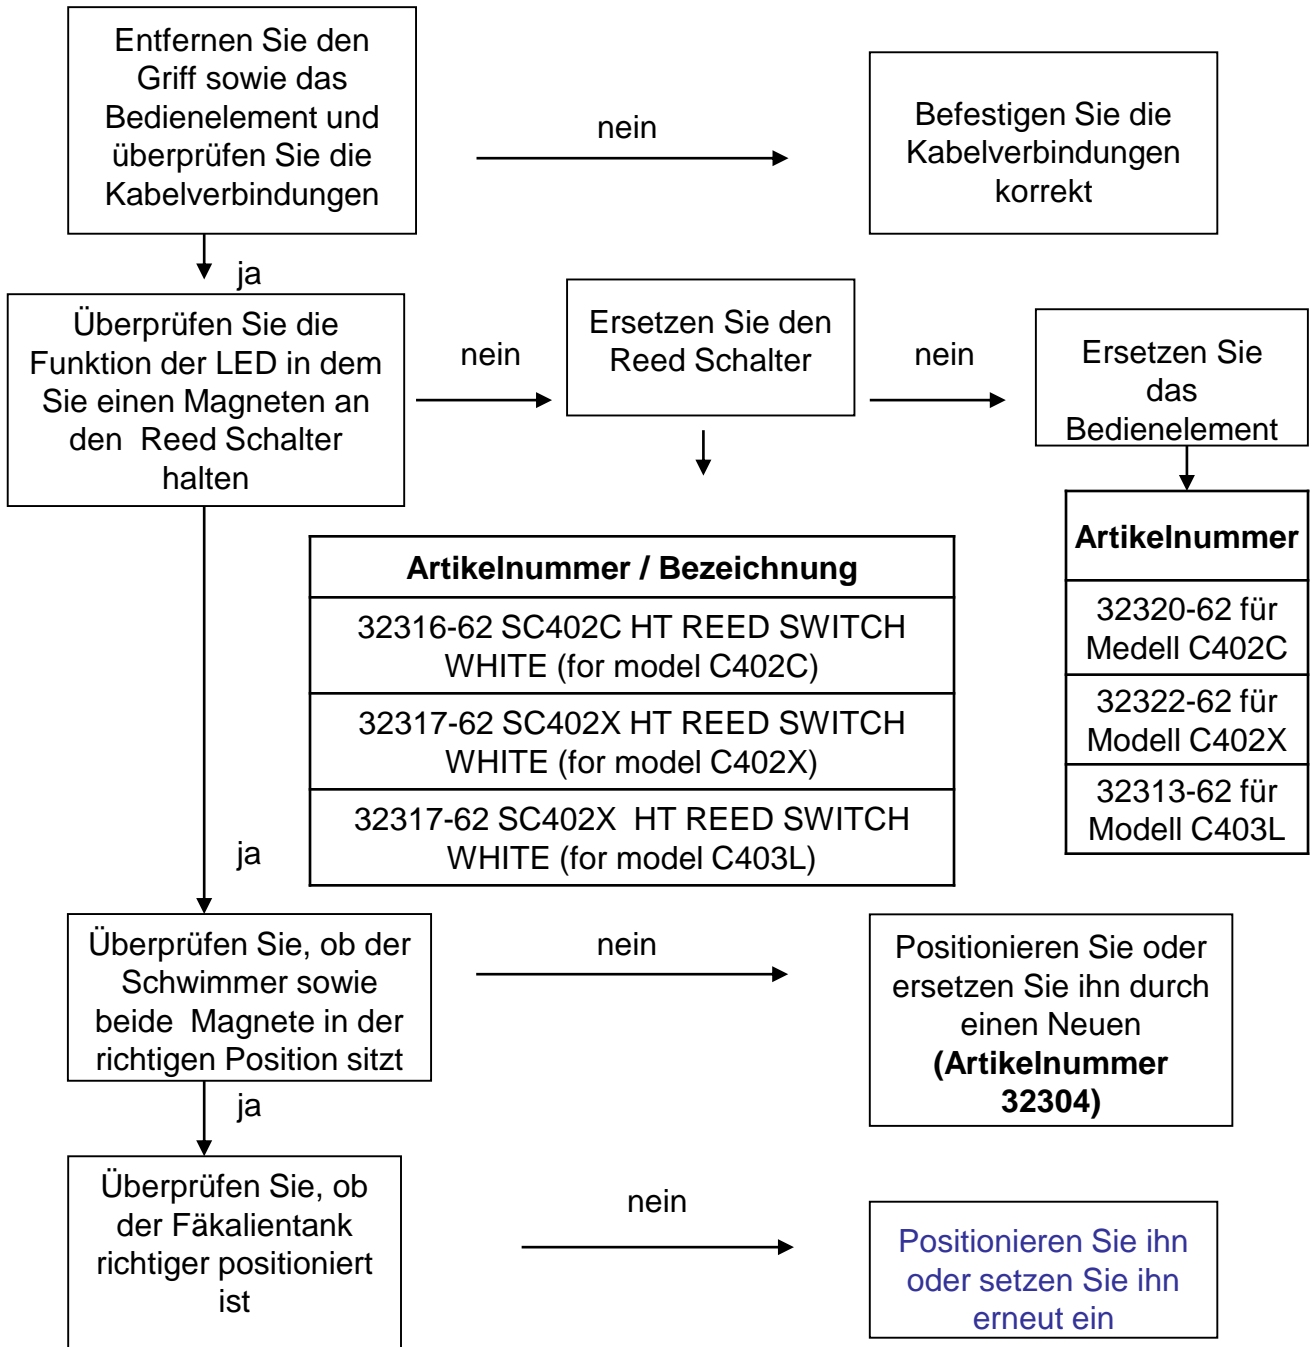 Entfernen Sie den
Griff sowie das
Bedienelement und
überprüfen Sie die
Kabelverbindungen
nein
Befestigen Sie die
Kabelverbindungen
korrekt
ja
Überprüfen Sie die
Funktion der LED in dem
Sie einen Magneten an
den Reed Schalter
halten
nein
Ersetzen Sie den
Reed Schalter
nein
Ersetzen Sie
das
Bedienelement
Artikelnummer / Bezeichnung
32316-62 SC402C HT REED SWITCH
WHITE (for model C402C)
32317-62 SC402X HT REED SWITCH
WHITE (for model C402X)
32317-62 SC402X HT REED SWITCH
WHITE (for model C403L)
Artikelnummer
32320-62 für
Medell C402C
32322-62 für
Modell C402X
32313-62 für
Modell C403L
ja
Überprüfen Sie, ob der
Schwimmer sowie
beide Magnete in der
richtigen Position sitzt
nein
Positionieren Sie oder
ersetzen Sie ihn durch
einen Neuen
(Artikelnummer
32304)
ja
Überprüfen Sie, ob
der Fäkalientank
richtiger positioniert
ist
nein
Positionieren Sie ihn
oder setzen Sie ihn
erneut ein